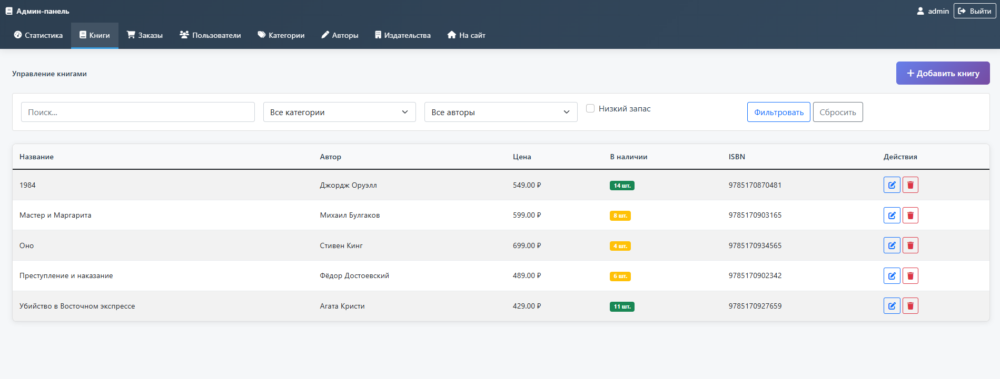 Админ-панель
admin
Выйти
Статистика
Книги
Заказы
Пользователи
Категории
Авторы
Издательства
На сайт
Управление книгами
Добавить книгу
Поиск...
Все категории
Все авторы
Низкий запас
Фильтровать
Сбросить
Название Автор Цена В наличии ISBN Действия
1984 Джордж Оруэлл 549.00 ₽ 14 шт. 9785170870481
Мастер и Маргарита Михаил Булгаков 599.00 ₽ 8 шт. 9785170903165
Оно Стивен Кинг 699.00 ₽ 4 шт. 9785170934565
Преступление и наказание Фёдор Достоевский 489.00 ₽ 6 шт. 9785170902342
Убийство в Восточном экспрессе Агата Кристи 429.00 ₽ 11 шт. 9785170927659